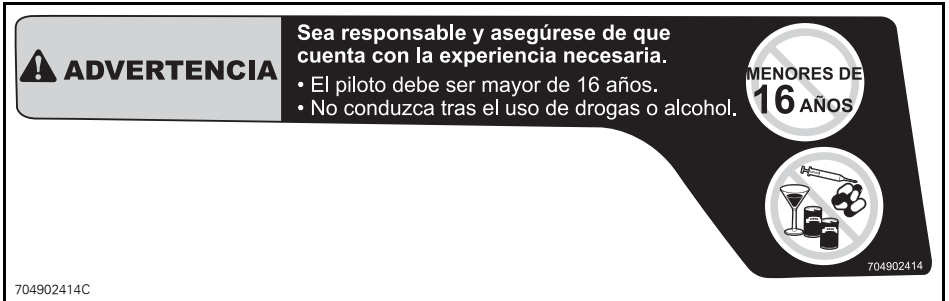 ADVERTENCIA
Sea responsable y asegúrese de que
cuenta con la experiencia necesaria.
• El piloto debe ser mayor de 16 años.
• No conduzca tras el uso de drogas o alcohol.
MENORES DE
16 AÑOS
704902414
704902414C